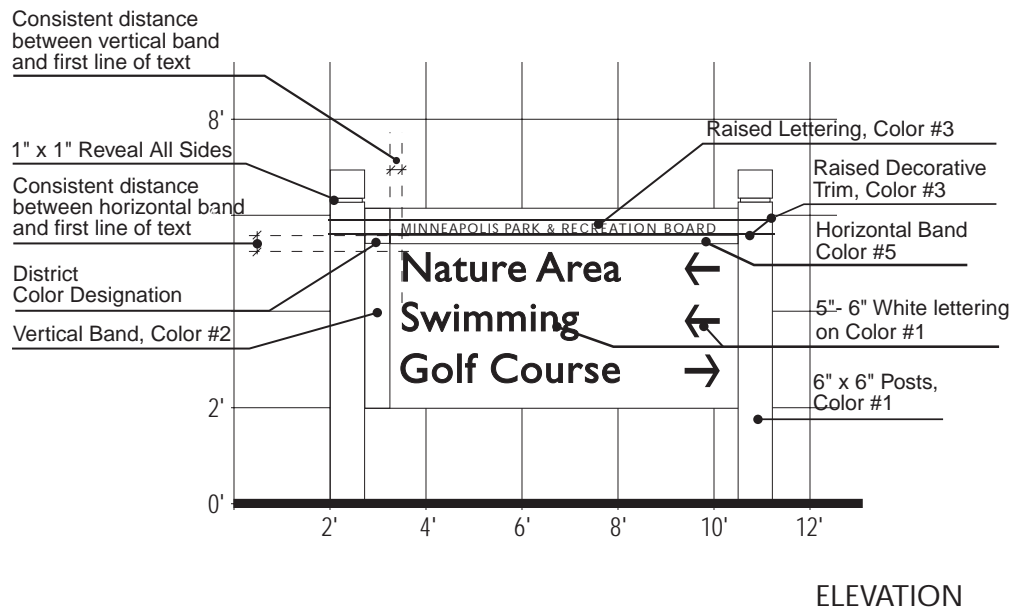 Consistent distance
between vertical band
and first line of text
8'
1" x 1" Reveal All Sides
Consistent distance
between horizontal band
and first line of text
District
Color Designation
Vertical Band, Color #2
2'
0'
MINNEAPOLIS PARK & RECREATION BOARD
Nature Area ←
Swimming ←
Golf Course →
Raised Lettering, Color #3
Raised Decorative
Trim, Color #3
Horizontal Band
Color #5
5"- 6" White lettering
on Color #1
6" x 6" Posts,
Color #1
2' 4' 6' 8' 10' 12'
ELEVATION